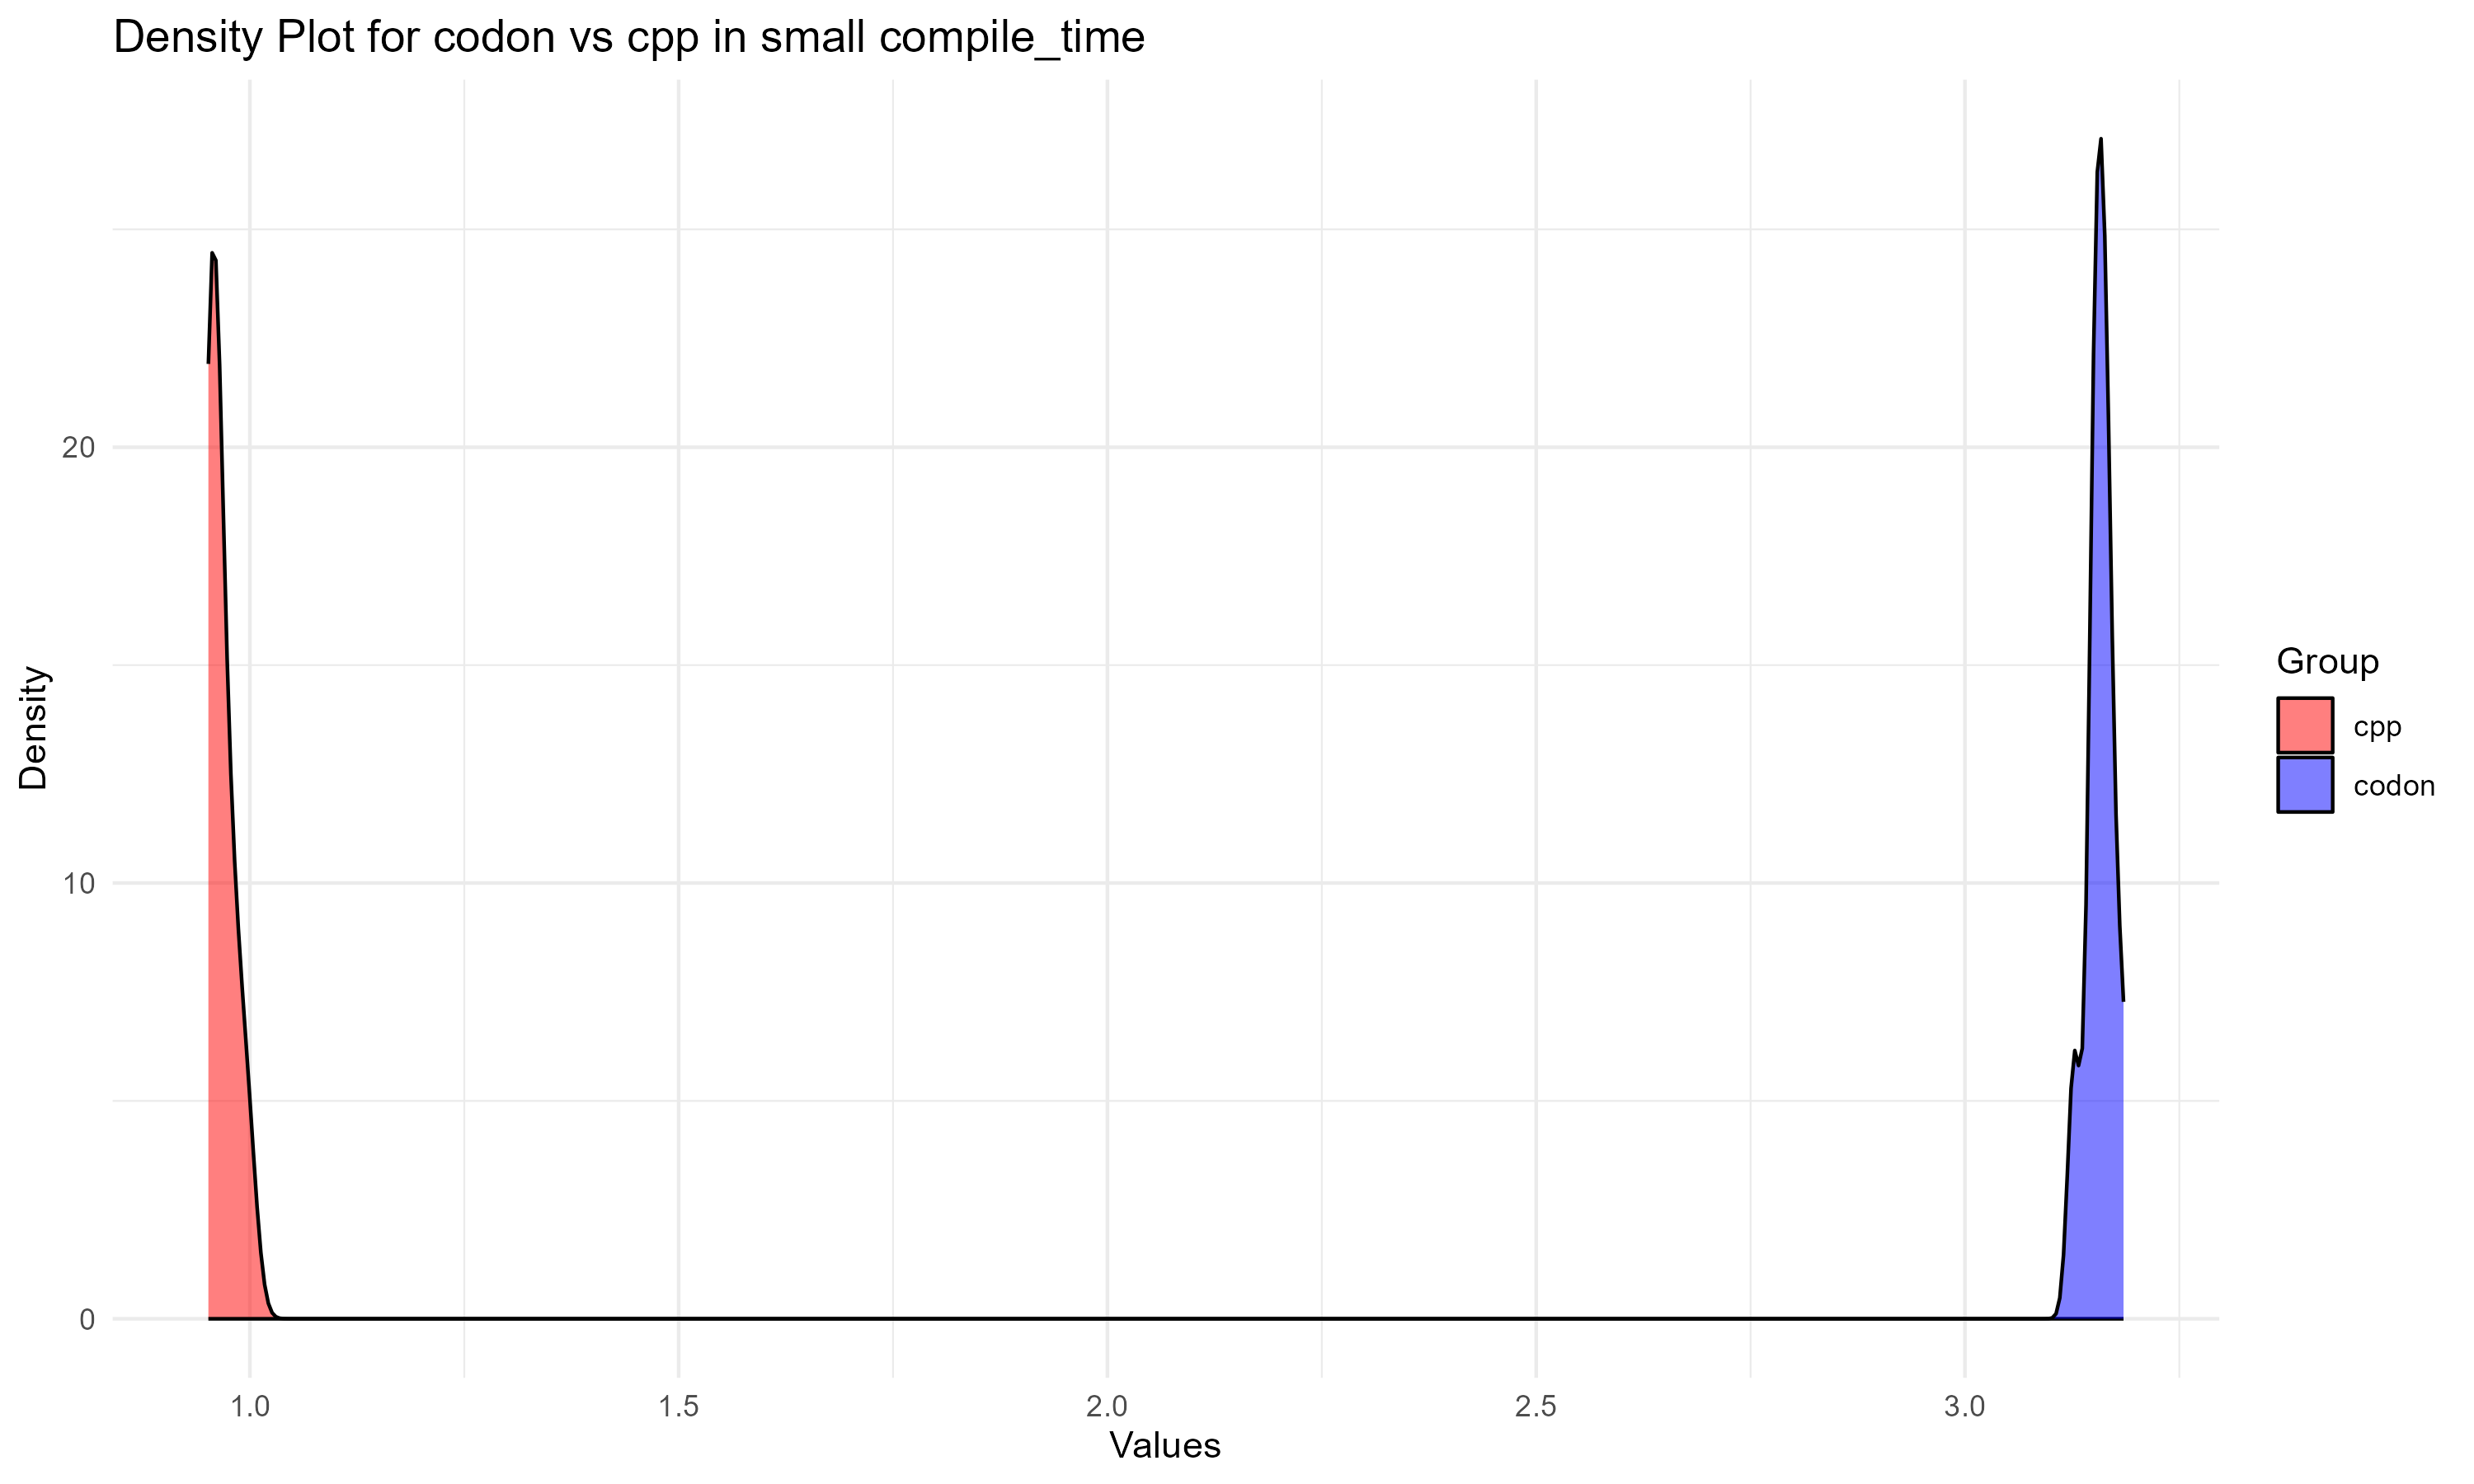 Density Plot for codon vs cpp in small compile_time
Density
20
10
0
1.0
1.5
2.0
2.5
3.0
Values
Group
cpp
codon